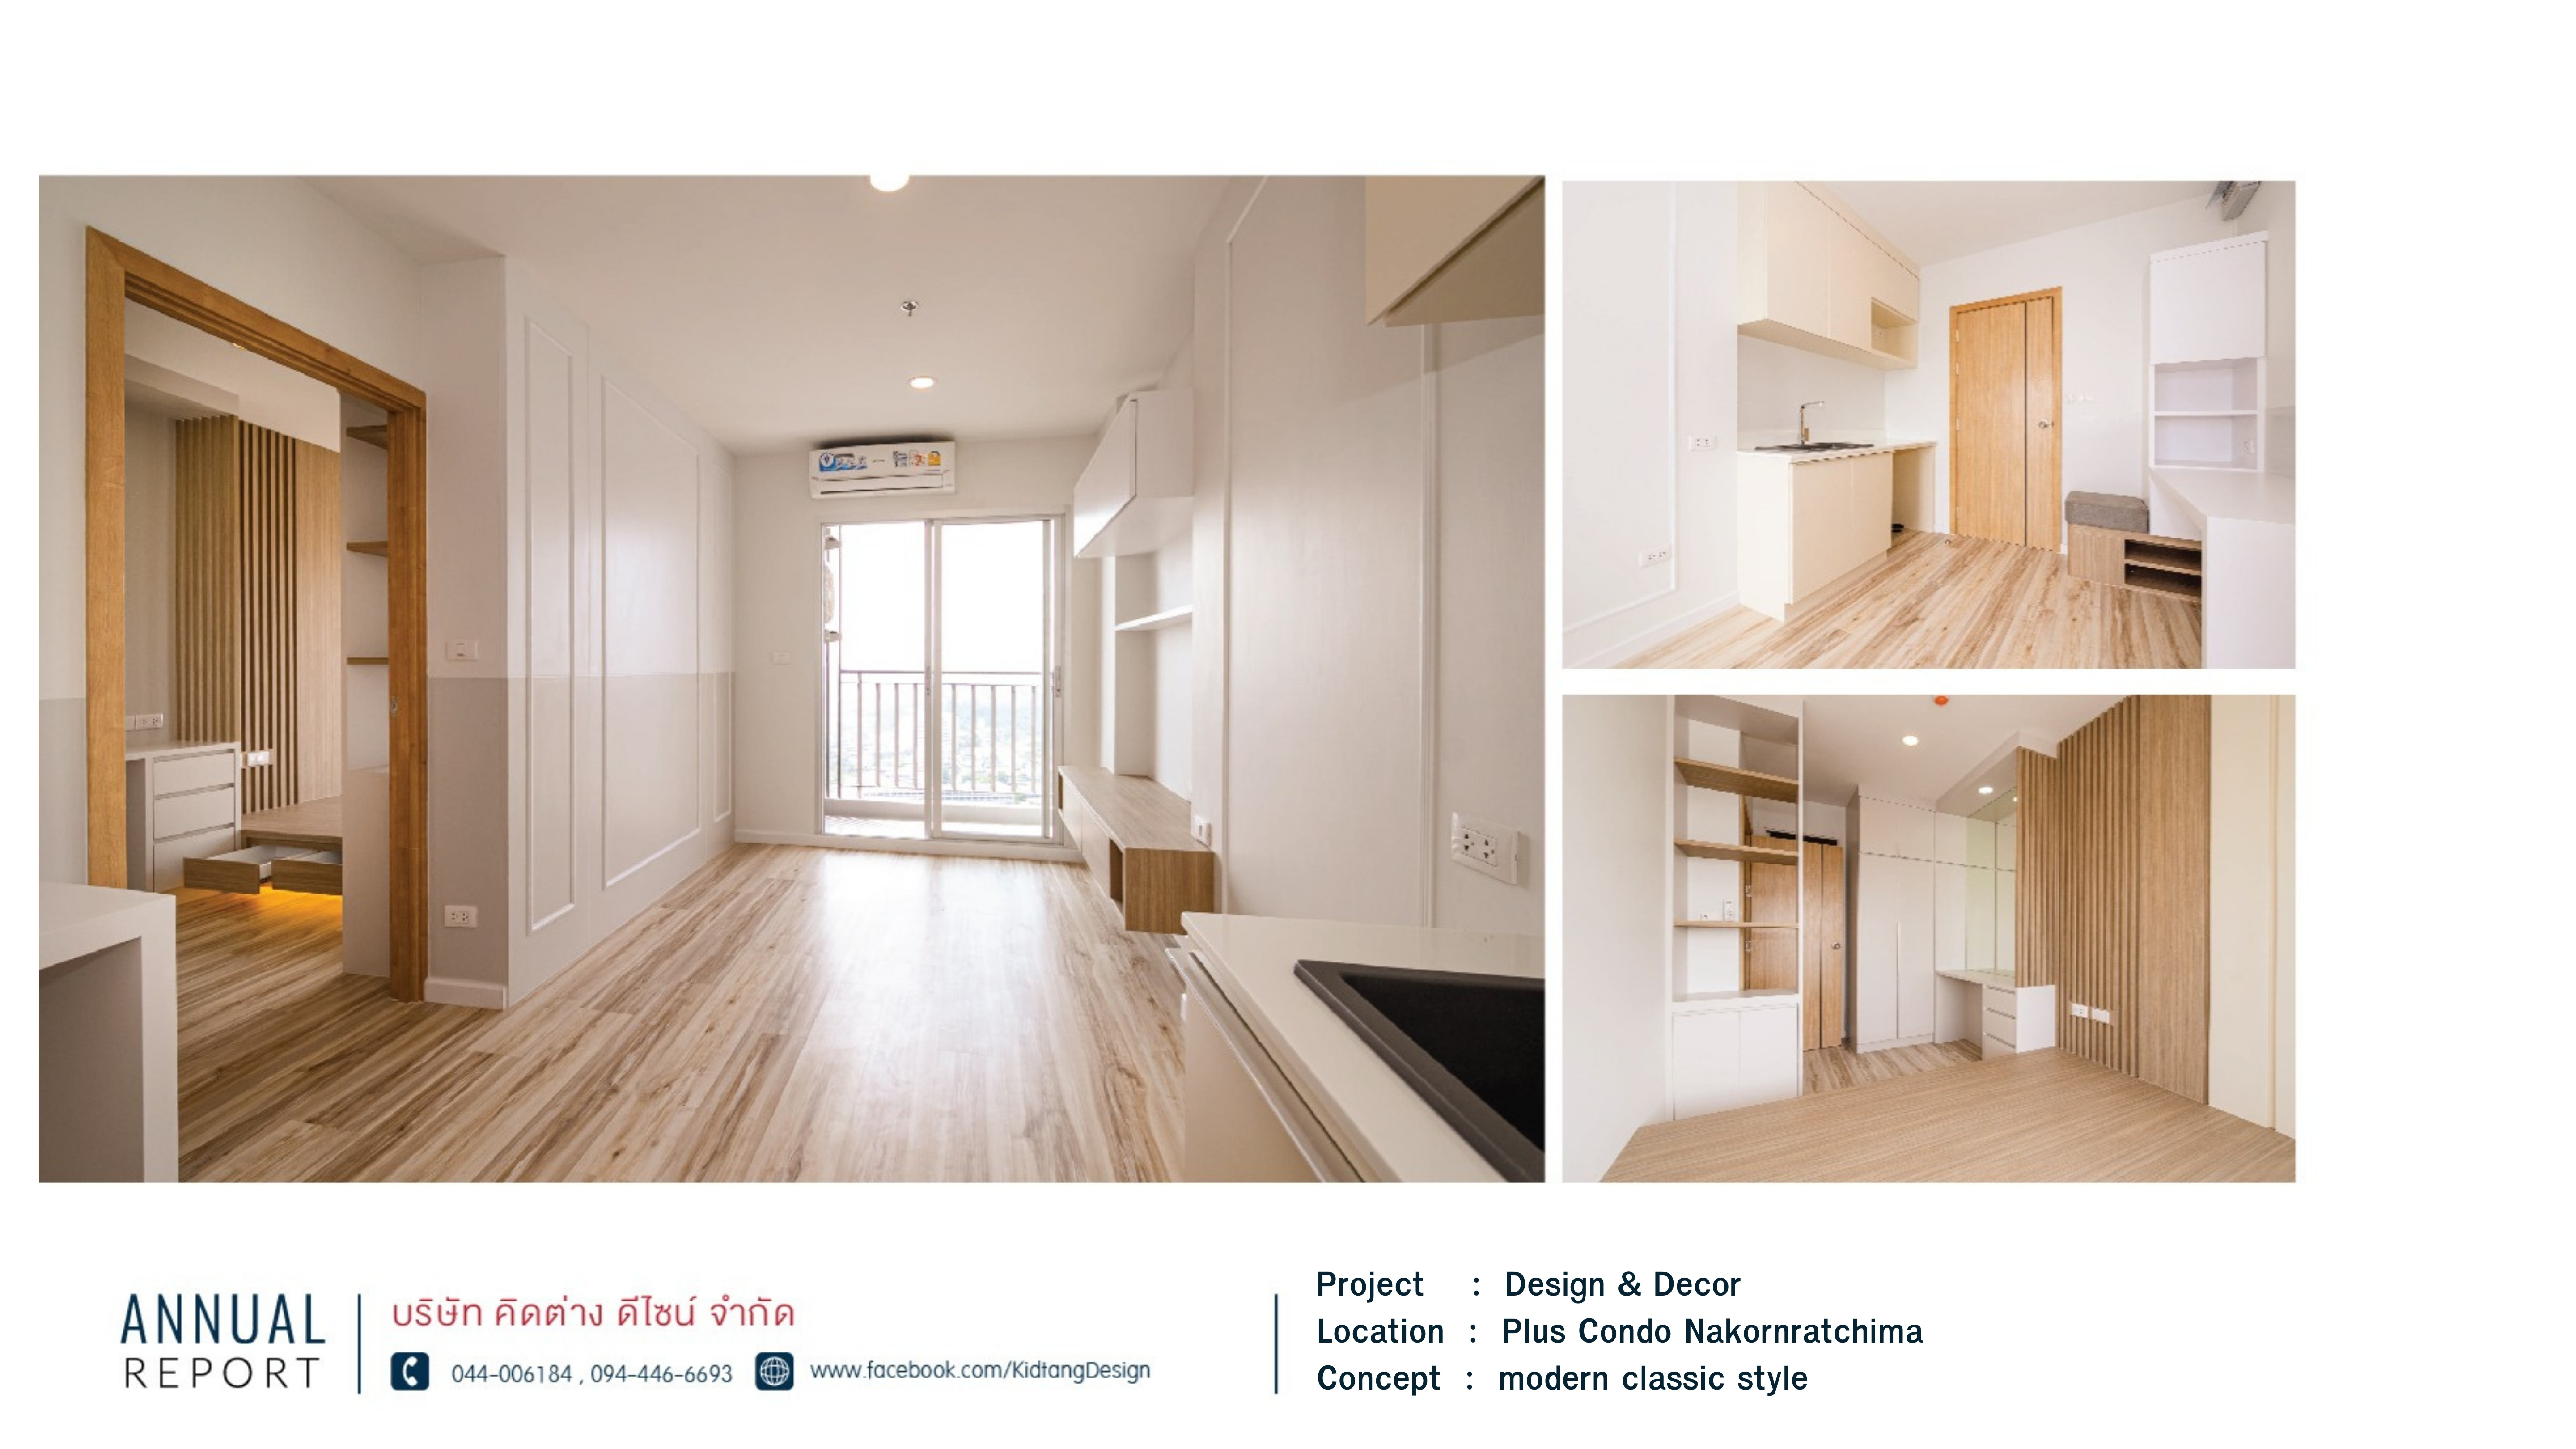 ANNUAL
REPORT
บริษัท คิดต่าง ดีไซน์ จำกัด
044-006184 , 094-446-6693
www.facebook.com/KidtangDesign
Project : Design & Decor
Location : Plus Condo Nakornratchima
Concept : modern classic style